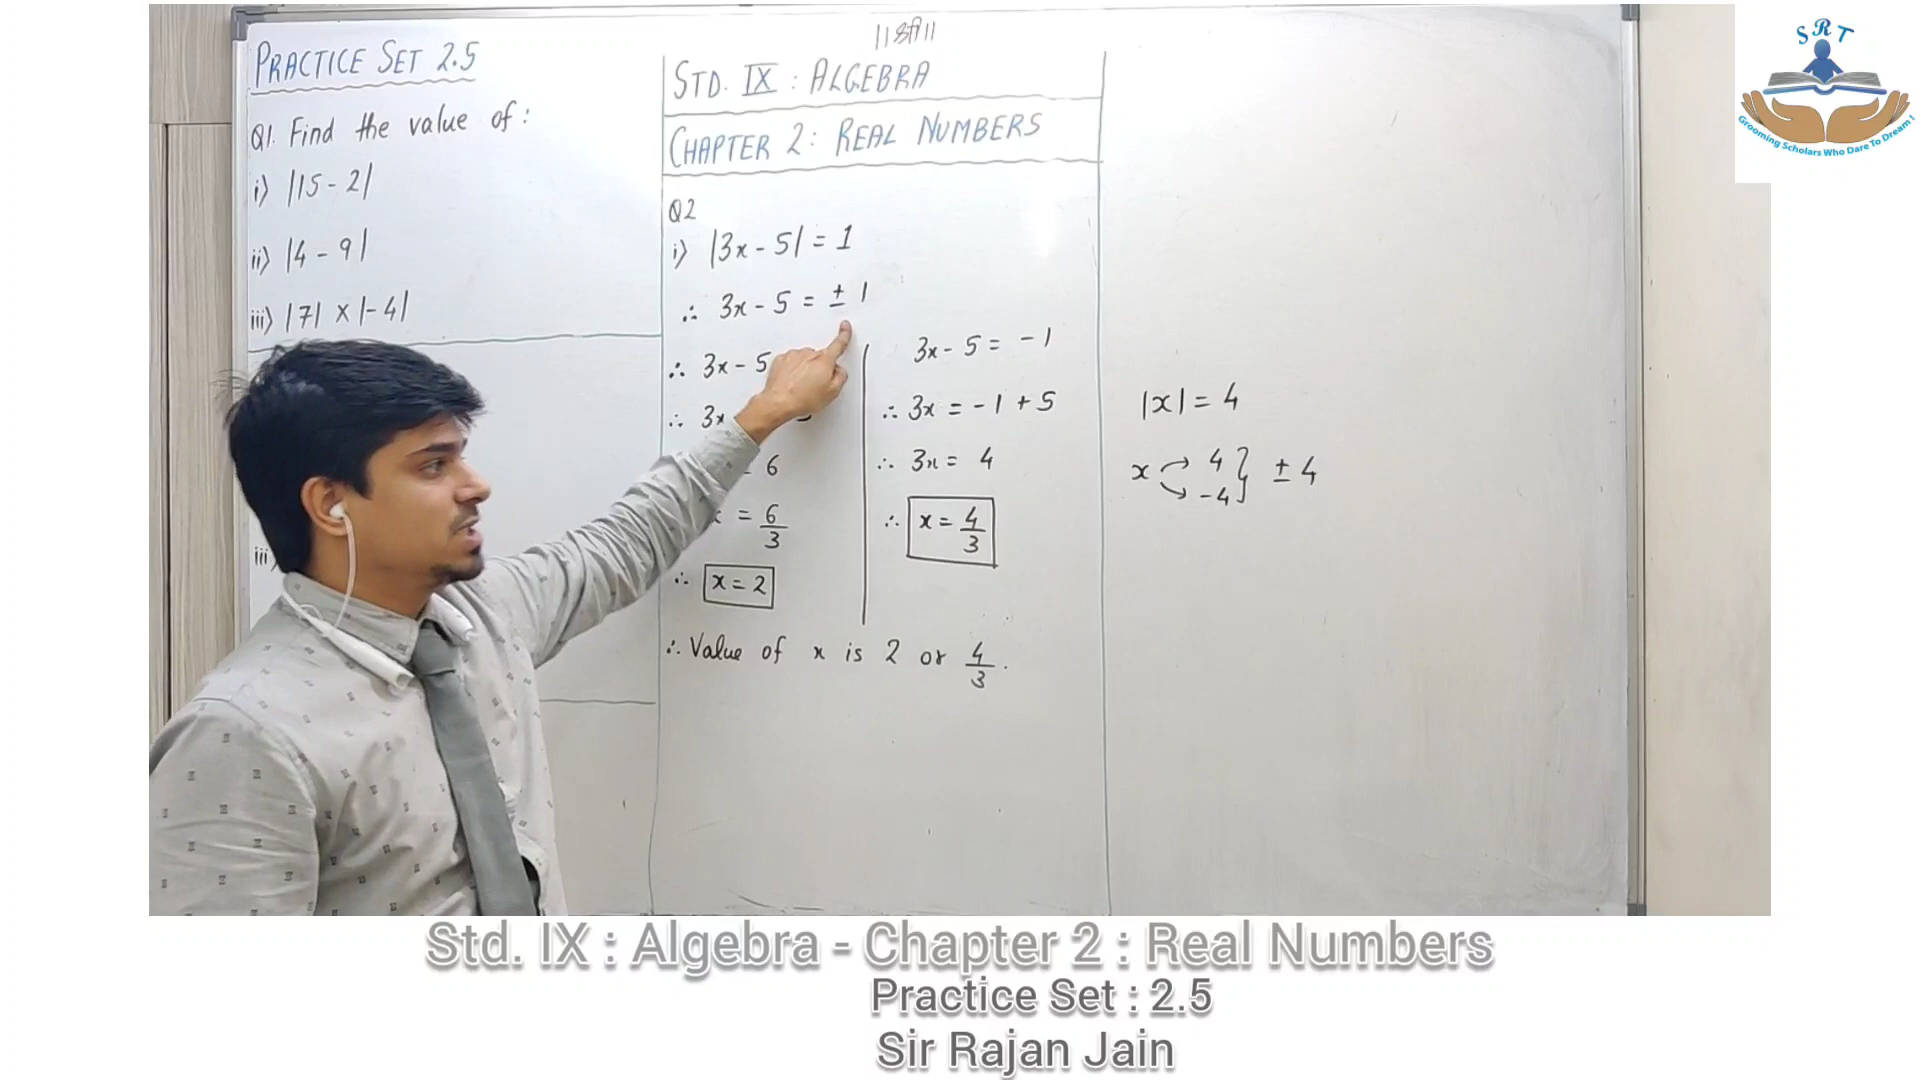 PRACTICE SET 2.5
Q1. Find the value of :
i) |15 - 2|
ii) |4 - 9|
iii) |7| x |-4|
iii
||श्री||
STD. IX : ALGEBRA
CHAPTER 2 : REAL NUMBERS
Q2
i) |3x - 5| = 1
∴ 3x - 5 = ± 1
∴ 3x - 5
∴ 3x
- 6
x = 6/3
∴ x = 2
3x - 5 = -1
∴ 3x = -1 + 5
∴ 3x = 4
∴ x = 4/3
∴ Value of x is 2 or 4/3.
|x| = 4
x → 4
→ -4 } ± 4
SRT
Grooming Scholars Who Dare To Dream !
Std. IX : Algebra - Chapter 2 : Real Numbers
Practice Set : 2.5
Sir Rajan Jain